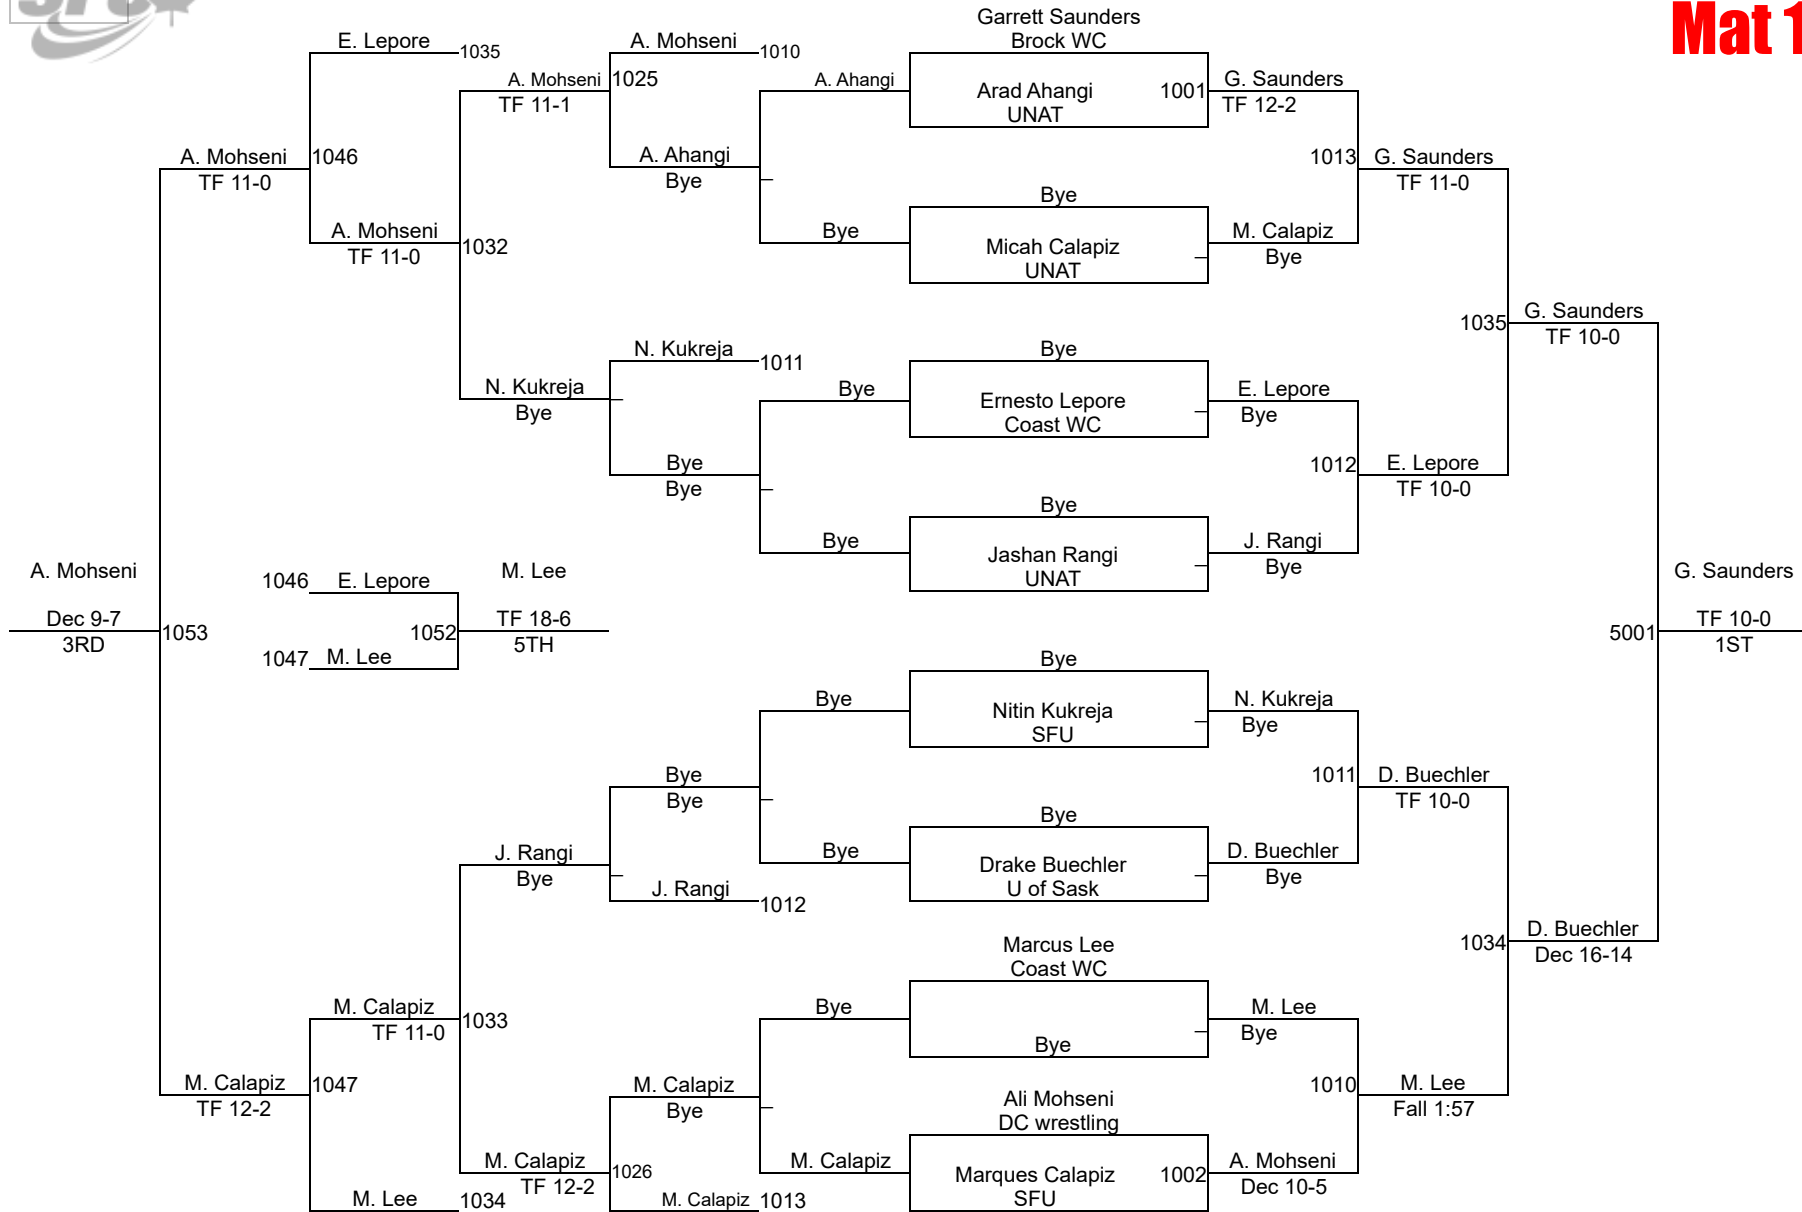 Mat 1
Garrett Saunders
Brock WC
E. Lepore
1035
A. Mohseni
1010
A. Mohseni
1025
A. Ahangi
Arad Ahangi
1001
G. Saunders
TF 11-1
UNAT
TF 12-2
A. Mohseni
1046
A. Ahangi
1013
G. Saunders
TF 11-0
Bye
TF 11-0
Bye
A. Mohseni
1032
Bye
Micah Calapiz
M. Calapiz
TF 11-0
UNAT
Bye
1035
G. Saunders
TF 10-0
N. Kukreja
1011
Bye
N. Kukreja
Bye
Ernesto Lepore
E. Lepore
Bye
Coast WC
Bye
Bye
1012
E. Lepore
Bye
TF 10-0
Bye
Bye
Jashan Rangi
J. Rangi
UNAT
Bye
A. Mohseni
1046
E. Lepore
M. Lee
G. Saunders
Dec 9-7
1053
1052
TF 18-6
5001
TF 10-0
3RD
5TH
1ST
1047
M. Lee
Bye
Bye
Nitin Kukreja
N. Kukreja
SFU
Bye
Bye
1011
D. Buechler
Bye
TF 10-0
Bye
J. Rangi
Bye
Drake Buechler
D. Buechler
Bye
U of Sask
Bye
J. Rangi
1012
1034
D. Buechler
Dec 16-14
Marcus Lee
Coast WC
M. Calapiz
1033
Bye
M. Lee
TF 11-0
Bye
Bye
M. Calapiz
1047
M. Calapiz
1010
M. Lee
TF 12-2
Bye
Fall 1:57
Ali Mohseni
DC wrestling
M. Calapiz
1026
M. Calapiz
Marques Calapiz
1002
A. Mohseni
TF 12-2
SFU
Dec 10-5
M. Lee
1034
M. Calapiz
1013